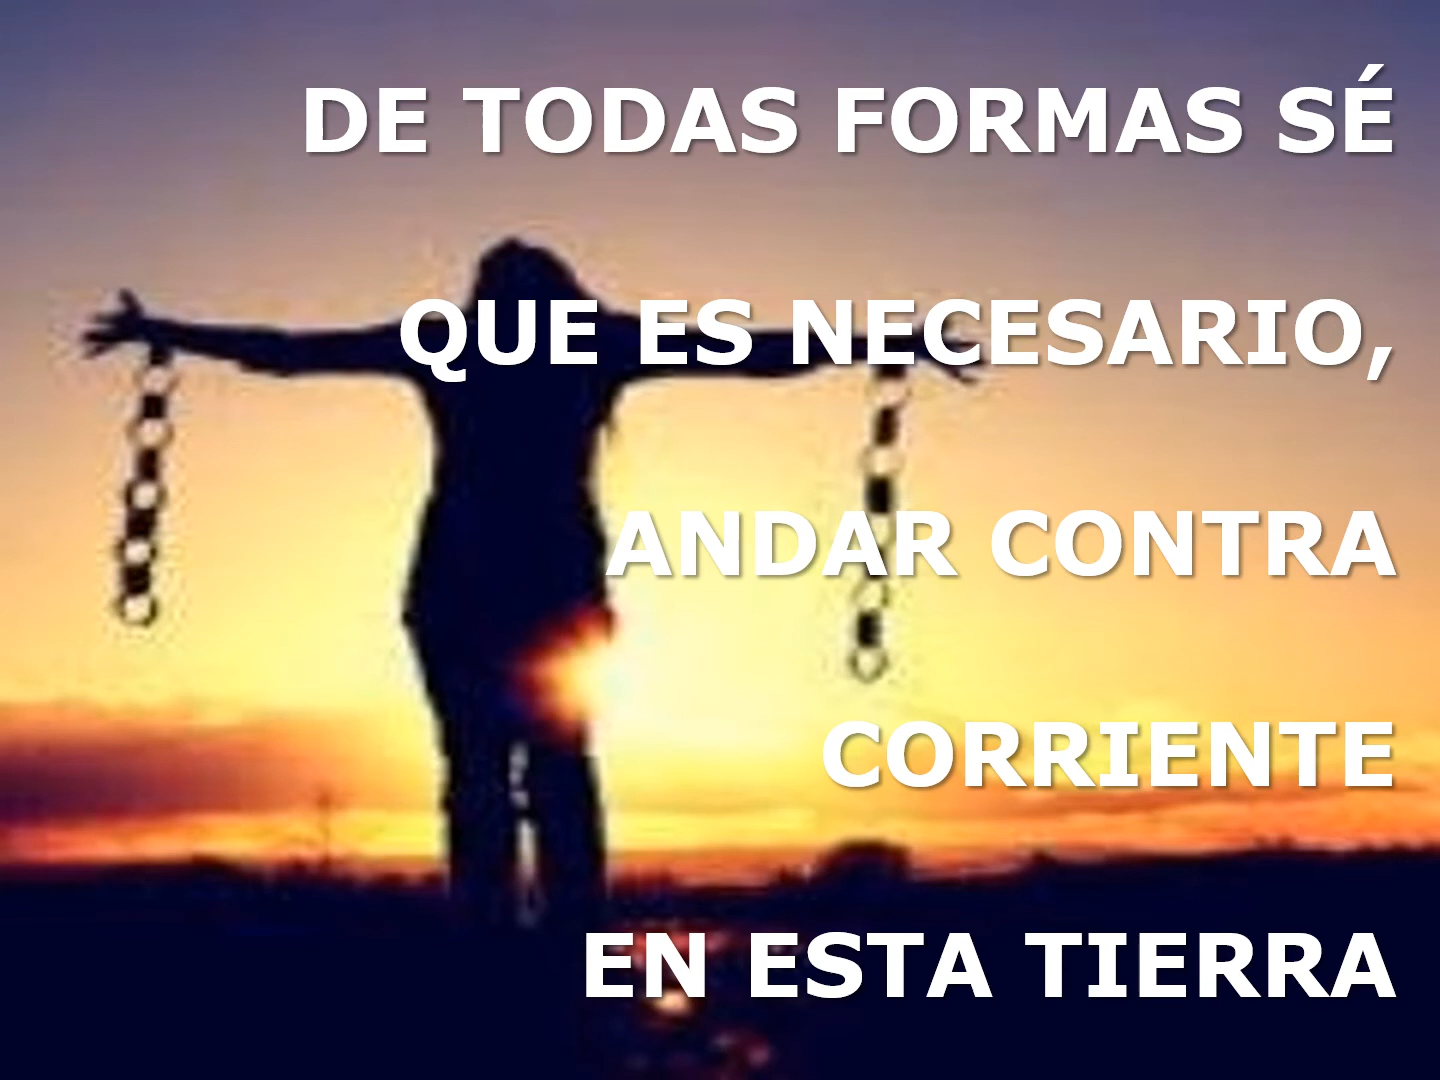 DE TODAS FORMAS SÉ
QUE ES NECESARIO,
ANDAR CONTRA
CORRIENTE
EN ESTA TIERRA